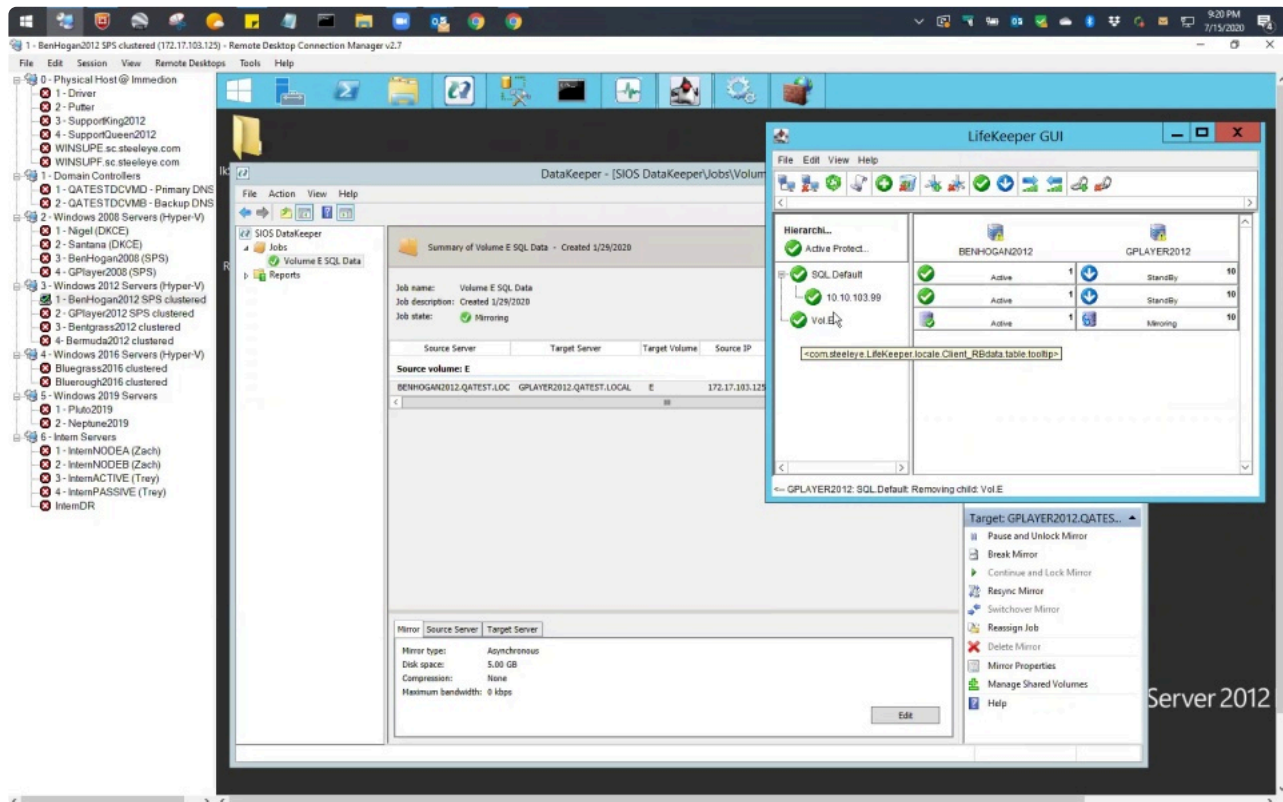 9:20 PM
7/15/2020
1 - BenHogan2012 SPS clustered (172.17.103.125) - Remote Desktop Connection Manager v2.7
File Edit Session View Remote Desktops Tools Help
0 - Physical Host @ Immedion
1 - Driver
2 - Putter
3 - SupportKing2012
4 - SupportQueen2012
WINSUPE.sc.steeleye.com
WINSUPF.sc.steeleye.com
1 - Domain Controllers
1 - QATESTDCVMD - Primary DNS
2 - QATESTDCVMB - Backup DNS
2 - Windows 2008 Servers (Hyper-V)
1 - Nigel (DKCE)
2 - Santana (DKCE)
3 - BenHogan2008 (SPS)
4 - GPlayer2008 (SPS)
3 - Windows 2012 Servers (Hyper-V)
1 - BenHogan2012 SPS clustered
2 - GPlayer2012 SPS clustered
3 - Bentgrass2012 clustered
4- Bermuda2012 clustered
4 - Windows 2016 Servers (Hyper-V)
Bluegrass2016 clustered
Bluerough2016 clustered
5 - Windows 2019 Servers
1 - Pluto2019
2 - Neptune2019
6 - Intern Servers
1 - InternNODEA (Zach)
2 - InternNODEB (Zach)
3 - InternACTIVE (Trey)
4 - InternPASSIVE (Trey)
InternDR
DataKeeper - [SIOS DataKeeper\Jobs\Volum
File Action View Help
SIOS DataKeeper
Jobs
Volume E SQL Data
Reports
Summary of Volume E SQL Data - Created 1/29/2020
Job name: Volume E SQL Data
Job description: Created 1/29/2020
Job state: Mirroring
Source Server Target Server Target Volume Source IP
Source volume: E
BENHOGAN2012.QATEST.LOC GPLAYER2012.QATEST.LOCAL E 172.17.103.125
Mirror Source Server Target Server
Mirror type: Asynchronous
Disk space: 5.00 GB
Compression: None
Maximum bandwidth: 0 kbps
Edit
LifeKeeper GUI
File Edit View Help
Hierarchi...
Active Protect...
BENHOGAN2012 GPLAYER2012
SQL.Default Active 1 StandBy 10
10.10.103.99 Active 1 StandBy 10
Vol.E Active 1 Mirroring 10
<com.steeleye.LifeKeeper.locale.Client_RBdata.table.tooltip>
<-- GPLAYER2012: SQL.Default: Removing child: Vol.E
Target: GPLAYER2012.QATES...
Pause and Unlock Mirror
Break Mirror
Continue and Lock Mirror
Resync Mirror
Switchover Mirror
Reassign Job
Delete Mirror
Mirror Properties
Manage Shared Volumes
Help
Server 2012